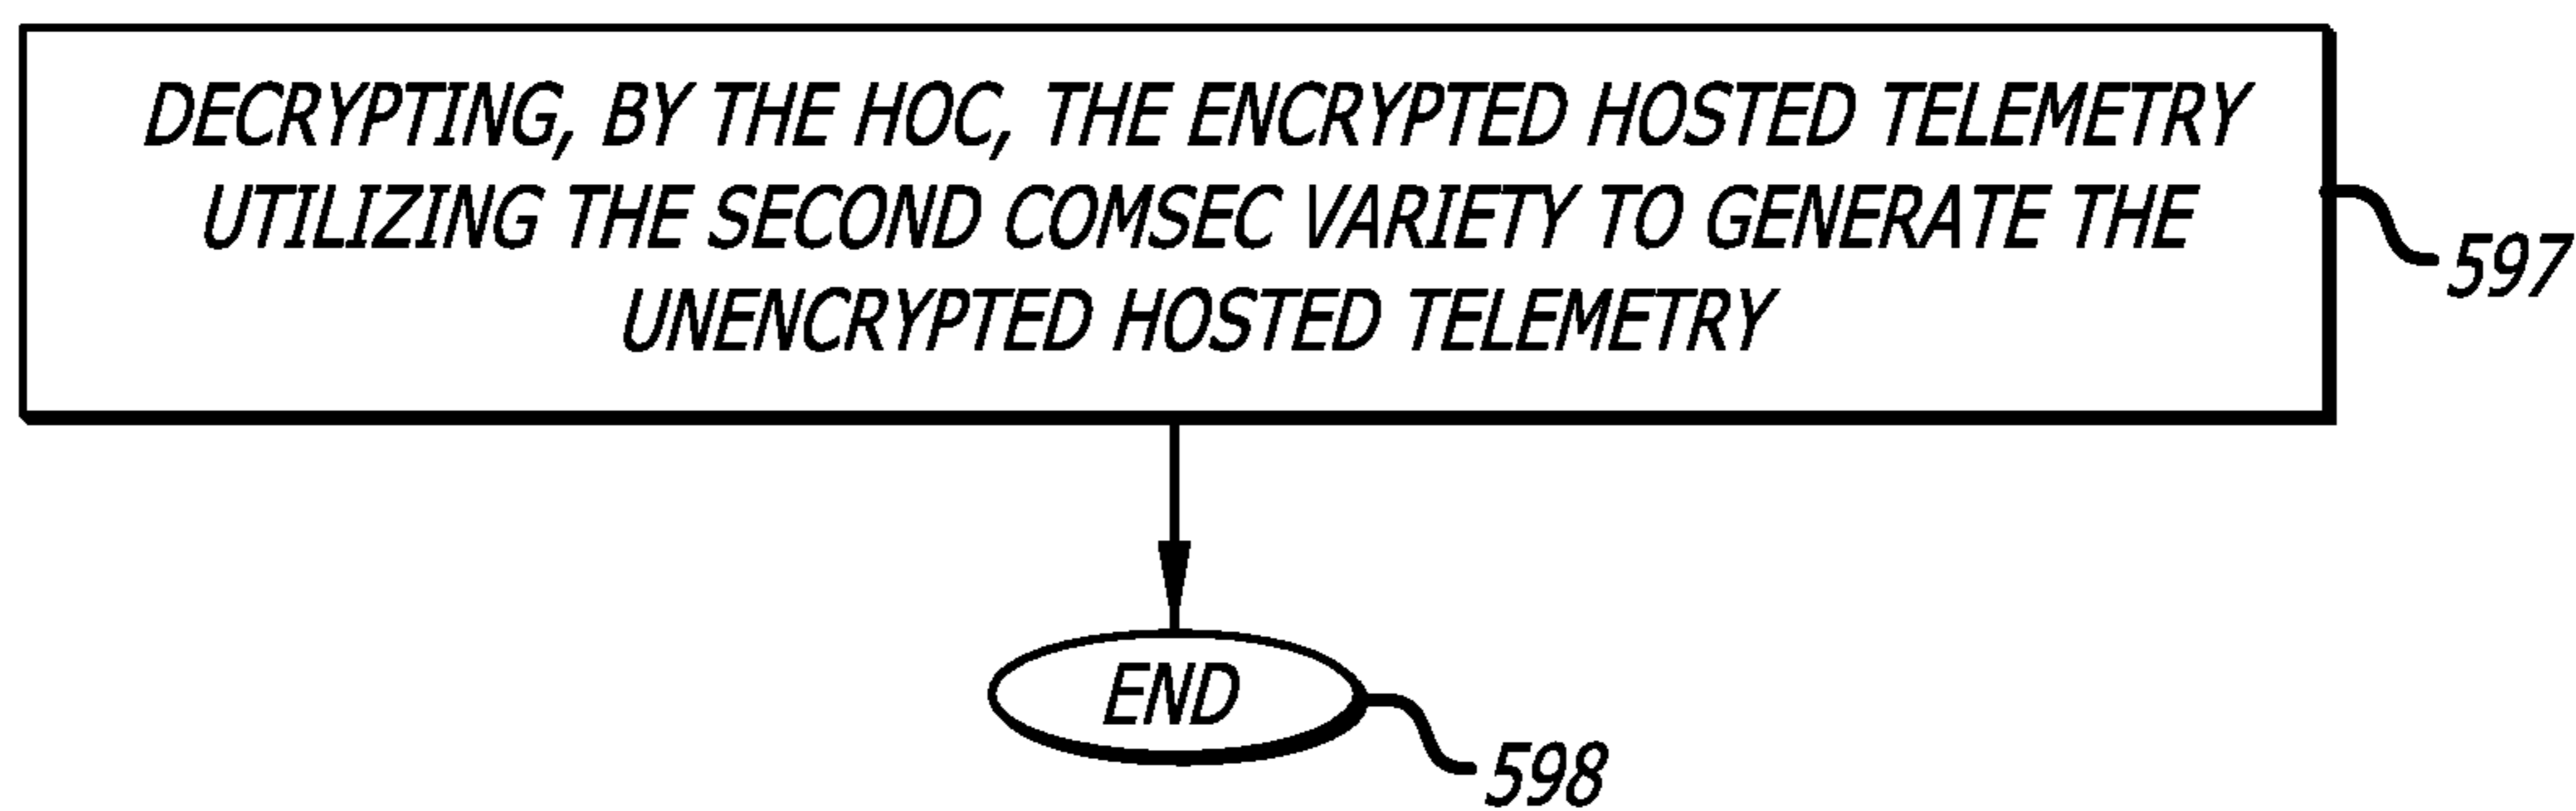 DECRYPTING, BY THE HOC, THE ENCRYPTED HOSTED TELEMETRY
UTILIZING THE SECOND COMSEC VARIETY TO GENERATE THE
UNENCRYPTED HOSTED TELEMETRY
597
END
598